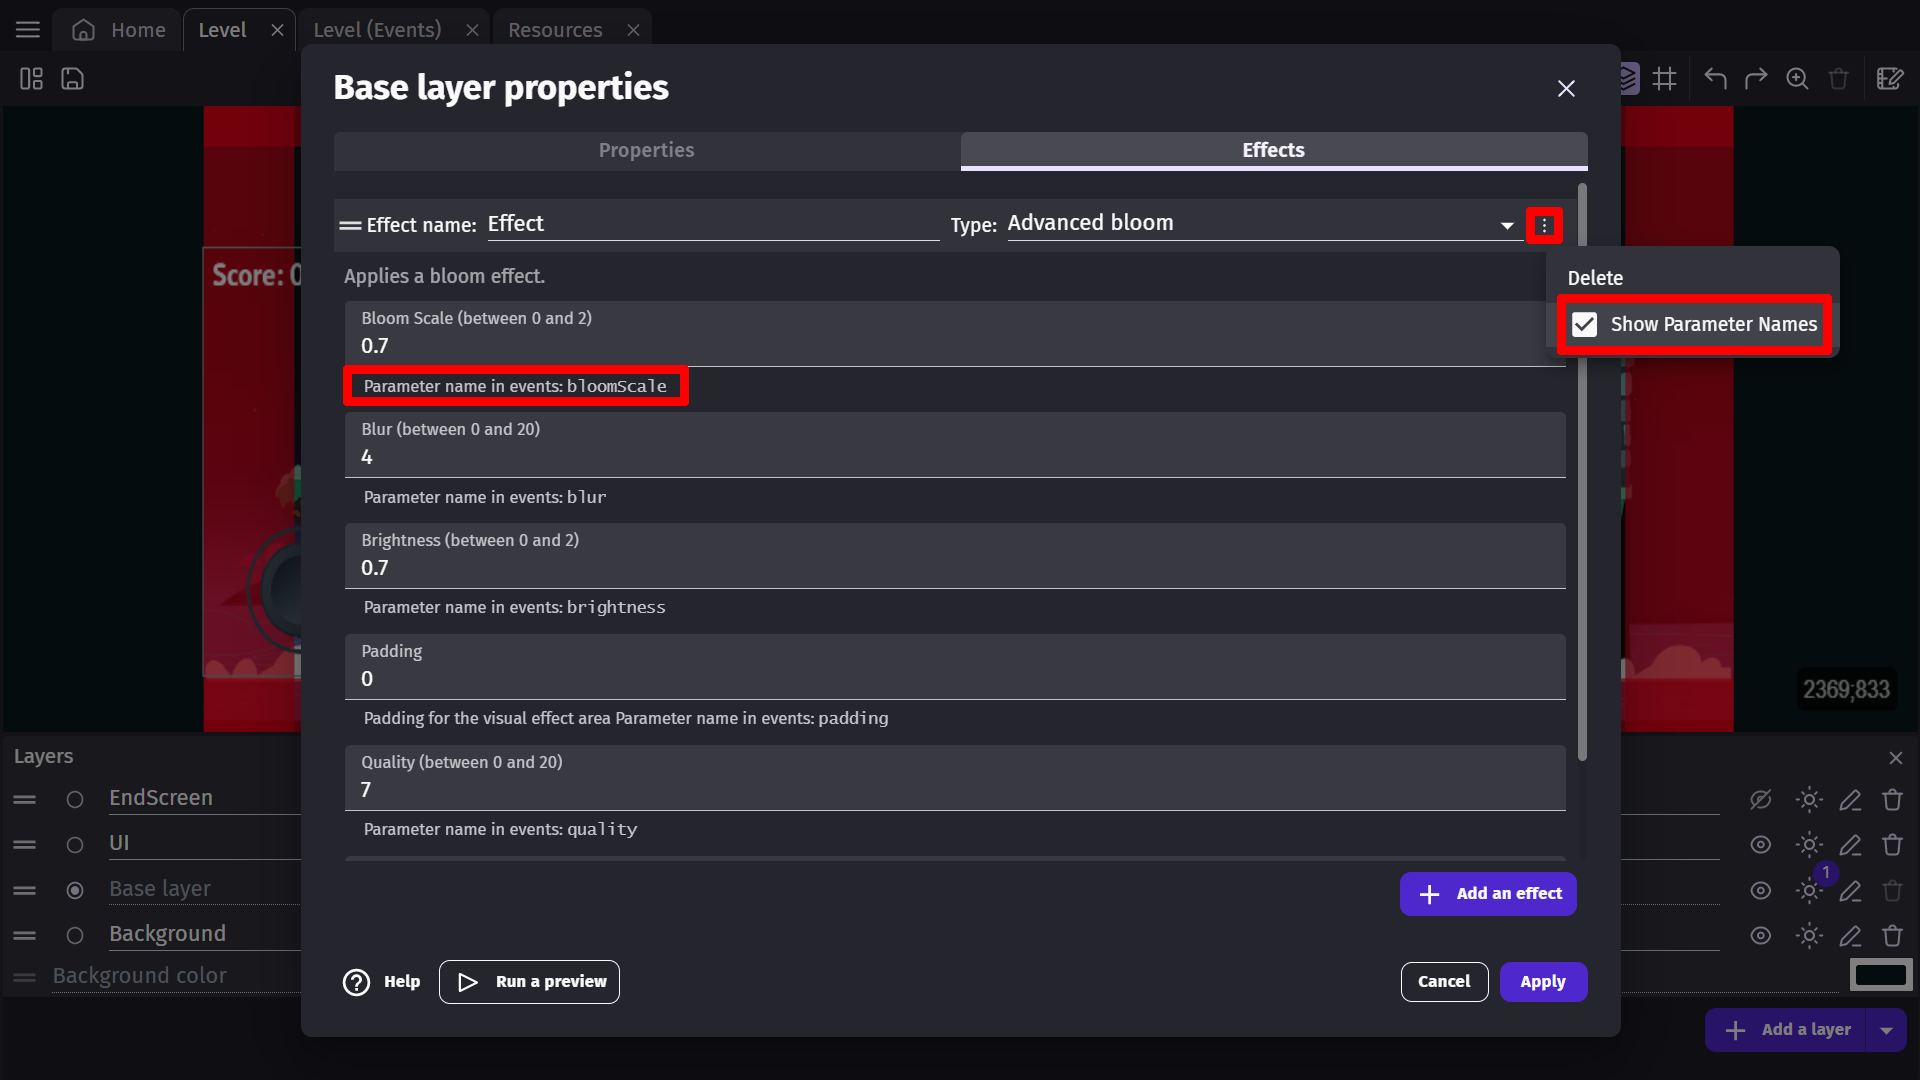 Home
Level
Level (Events)
Resources
Base layer properties
Properties
Effects
Effect name: Effect
Type: Advanced bloom
Delete
Show Parameter Names
Applies a bloom effect.
Bloom Scale (between 0 and 2)
0.7
Parameter name in events: bloomScale
Blur (between 0 and 20)
4
Parameter name in events: blur
Brightness (between 0 and 2)
0.7
Parameter name in events: brightness
Padding
0
Padding for the visual effect area Parameter name in events: padding
Quality (between 0 and 20)
7
Parameter name in events: quality
Add an effect
Help
Run a preview
Cancel
Apply
Score: 0
2369;833
Layers
EndScreen
UI
Base layer
1
Background
Background color
Add a layer